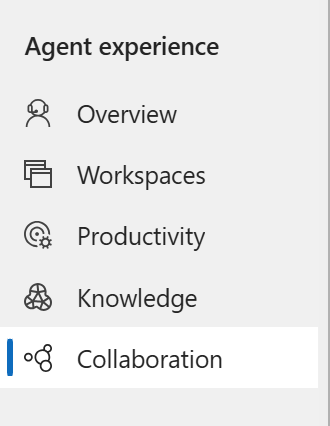 Agent experience
Overview
Workspaces
Productivity
Knowledge
Collaboration